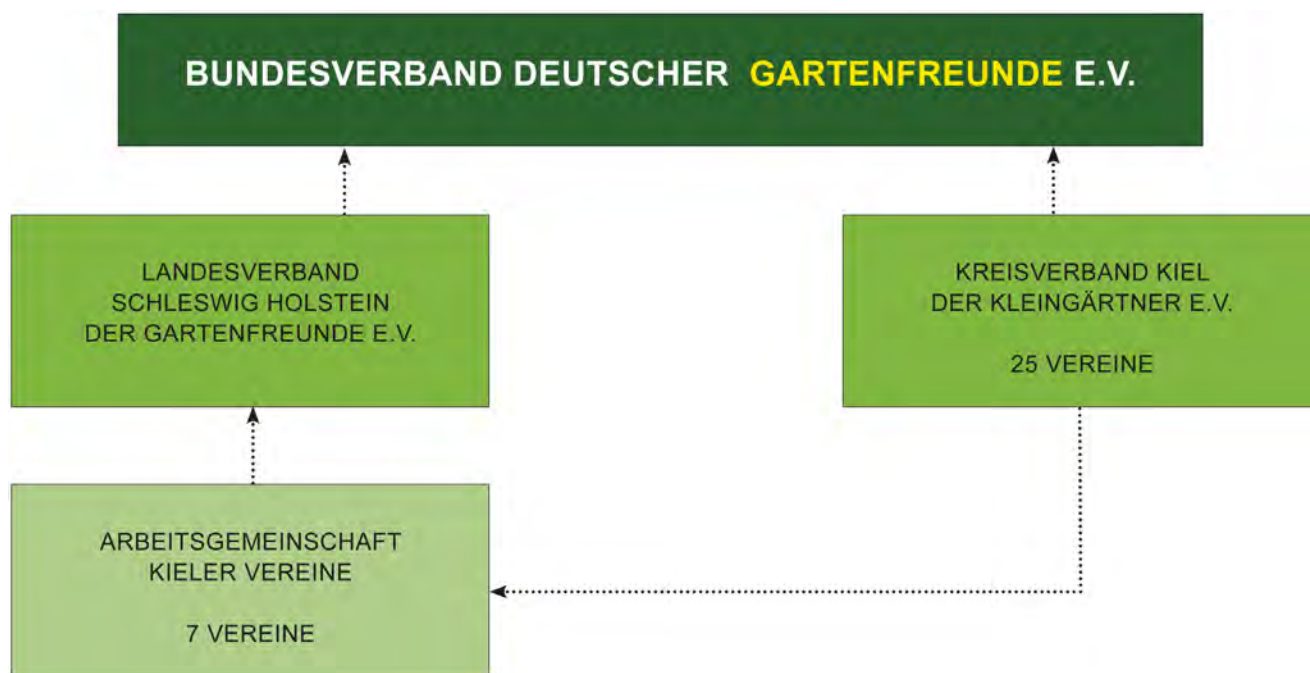 BUNDESVERBAND DEUTSCHER GARTENFREUNDE E.V.
LANDESVERBAND
SCHLESWIG HOLSTEIN
DER GARTENFREUNDE E.V.
KREISVERBAND KIEL
DER KLEINGÄRTNER E.V.
25 VEREINE
ARBEITSGEMEINSCHAFT
KIELER VEREINE
7 VEREINE